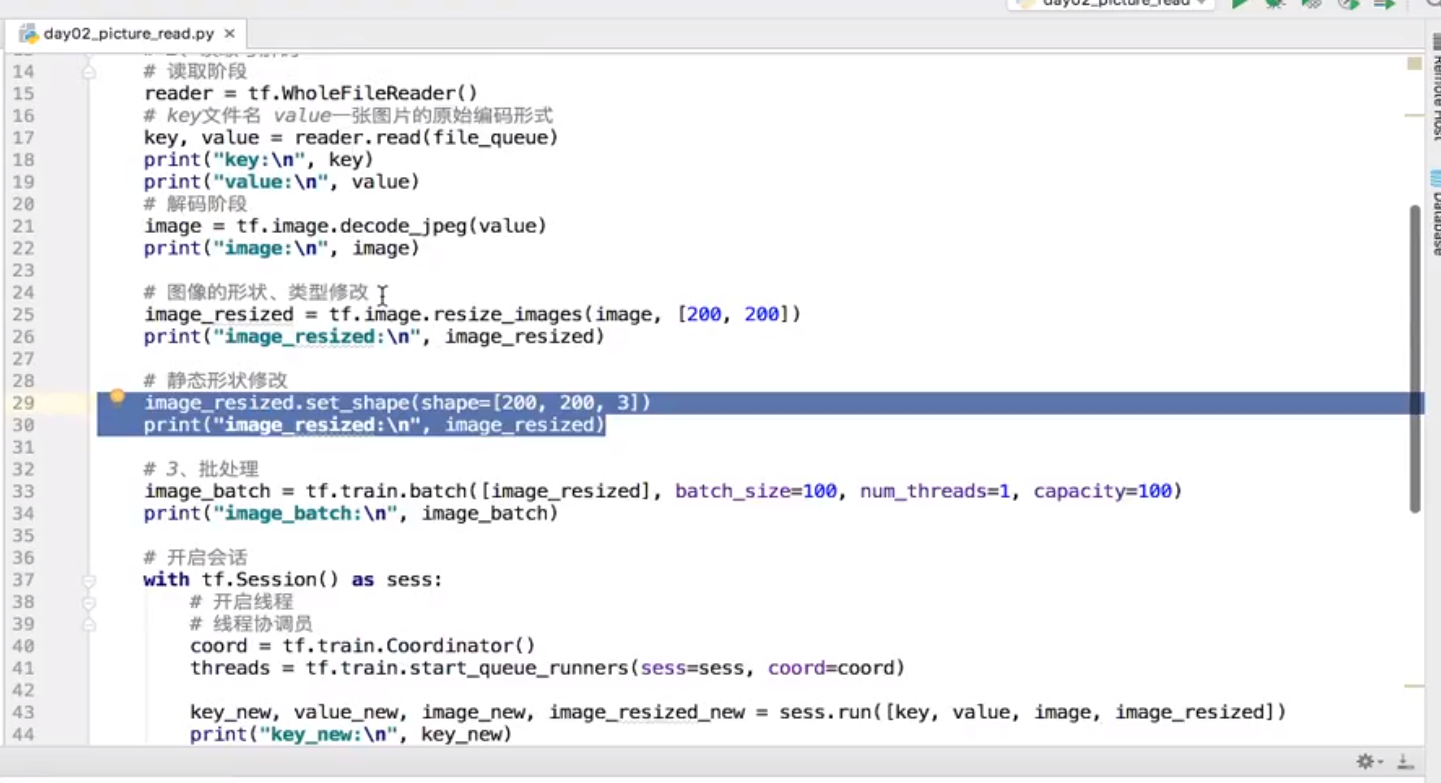 day02_picture_read
day02_picture_read.py
14 # 读取阶段
15 reader = tf.WholeFileReader()
16 # key文件名 value一张图片的原始编码形式
17 key, value = reader.read(file_queue)
18 print("key:\n", key)
19 print("value:\n", value)
20 # 解码阶段
21 image = tf.image.decode_jpeg(value)
22 print("image:\n", image)
23
24 # 图像的形状、类型修改
25 image_resized = tf.image.resize_images(image, [200, 200])
26 print("image_resized:\n", image_resized)
27
28 # 静态形状修改
29 image_resized.set_shape(shape=[200, 200, 3])
30 print("image_resized:\n", image_resized)
31
32 # 3、批处理
33 image_batch = tf.train.batch([image_resized], batch_size=100, num_threads=1, capacity=100)
34 print("image_batch:\n", image_batch)
35
36 # 开启会话
37 with tf.Session() as sess:
38 # 开启线程
39 # 线程协调员
40 coord = tf.train.Coordinator()
41 threads = tf.train.start_queue_runners(sess=sess, coord=coord)
42
43 key_new, value_new, image_new, image_resized_new = sess.run([key, value, image, image_resized])
44 print("key_new:\n", key_new)
Remote Host
Database